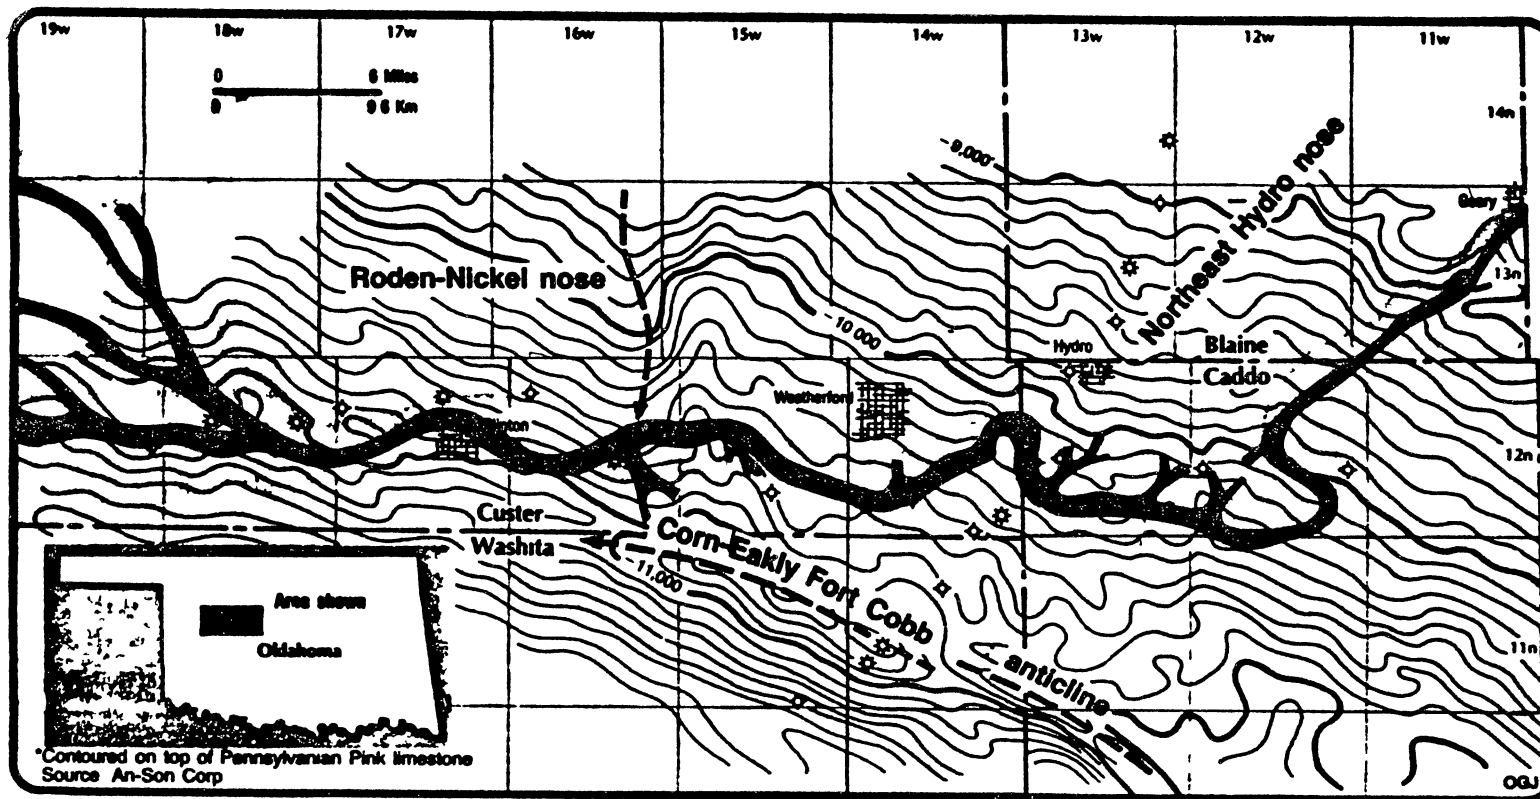 19w 18w 17w 16w 15w 14w 13w 12w 11w
0 6 Miles
0 9 6 Km
14n
-9,000'
Northeast Hydro nose
Geary
Roden-Nickel nose
13n
-10 000
Hydro
Blaine
Caddo
Weatherford
12n
Custer
Washita
Corn-Eakly Fort Cobb
anticline
-11,000
Area shown
Oklahoma
11n
*Contoured on top of Pennsylvanian Pink limestone
Source An-Son Corp
OGJ